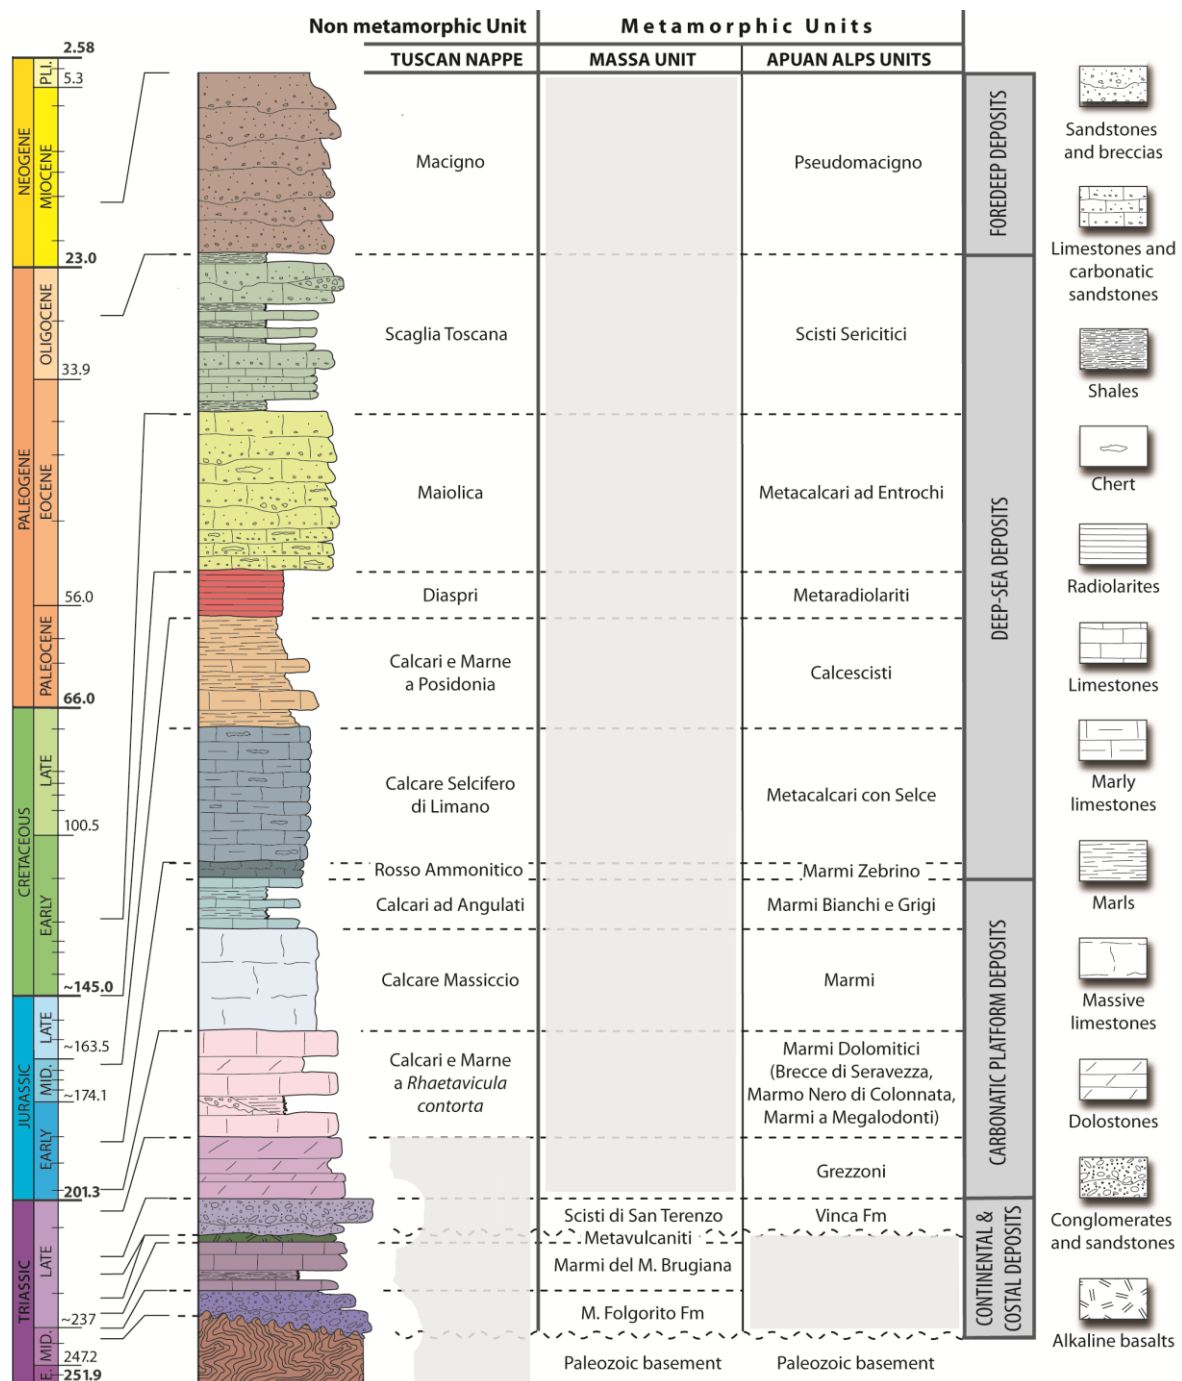 Non metamorphic Unit
Metamorphic Units
TUSCAN NAPPE
MASSA UNIT
APUAN ALPS UNITS
2.58
PLI.
5.3
NEOGENE
MIOCENE
23.0
OLIGOCENE
33.9
PALEOGENE
EOCENE
56.0
PALEOCENE
66.0
LATE
100.5
CRETACEOUS
EARLY
~145.0
LATE
~163.5
MID.
~174.1
JURASSIC
EARLY
201.3
LATE
TRIASSIC
~237
MID.
247.2
E.
251.9
Macigno
Pseudomacigno
Scaglia Toscana
Scisti Sericitici
Maiolica
Metacalcari ad Entrochi
Diaspri
Metaradiolariti
Calcari e Marne
a Posidonia
Calcescisti
Calcare Selcifero
di Limano
Metacalcari con Selce
Rosso Ammonitico
Marmi Zebrino
Calcari ad Angulati
Marmi Bianchi e Grigi
Calcare Massiccio
Marmi
Calcari e Marne
a Rhaetavicula
contorta
Marmi Dolomitici
(Brecce di Seravezza,
Marmo Nero di Colonnata,
Marmi a Megalodonti)
Grezzoni
Scisti di San Terenzo
Vinca Fm
Metavulcaniti
Marmi del M. Brugiana
M. Folgorito Fm
Paleozoic basement
Paleozoic basement
FOREDEEP DEPOSITS
DEEP-SEA DEPOSITS
CARBONATIC PLATFORM DEPOSITS
CONTINENTAL &
COSTAL DEPOSITS
Sandstones
and breccias
Limestones and
carbonatic
sandstones
Shales
Chert
Radiolarites
Limestones
Marly
limestones
Marls
Massive
limestones
Dolostones
Conglomerates
and sandstones
Alkaline basalts